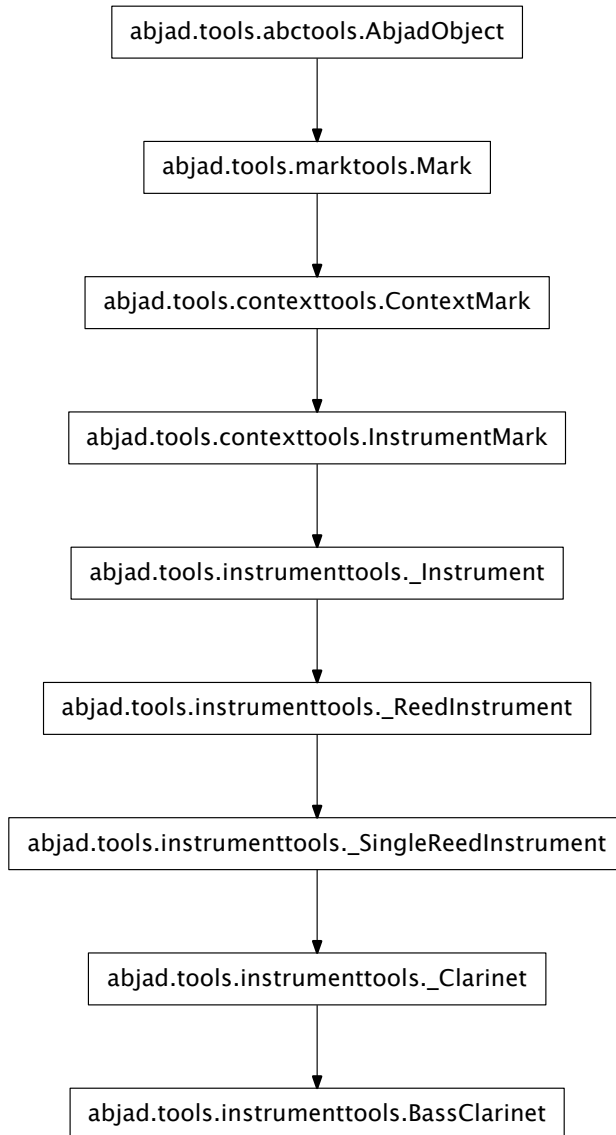 abjad.tools.abctools.AbjadObject
abjad.tools.marktools.Mark
abjad.tools.contexttools.ContextMark
abjad.tools.contexttools.InstrumentMark
abjad.tools.instrumenttools._Instrument
abjad.tools.instrumenttools._ReedInstrument
abjad.tools.instrumenttools._SingleReedInstrument
abjad.tools.instrumenttools._Clarinet
abjad.tools.instrumenttools.BassClarinet